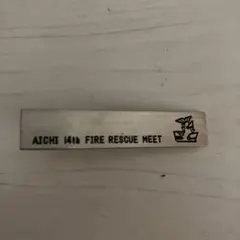 AICHI 14th FIRE RESCUE MEET